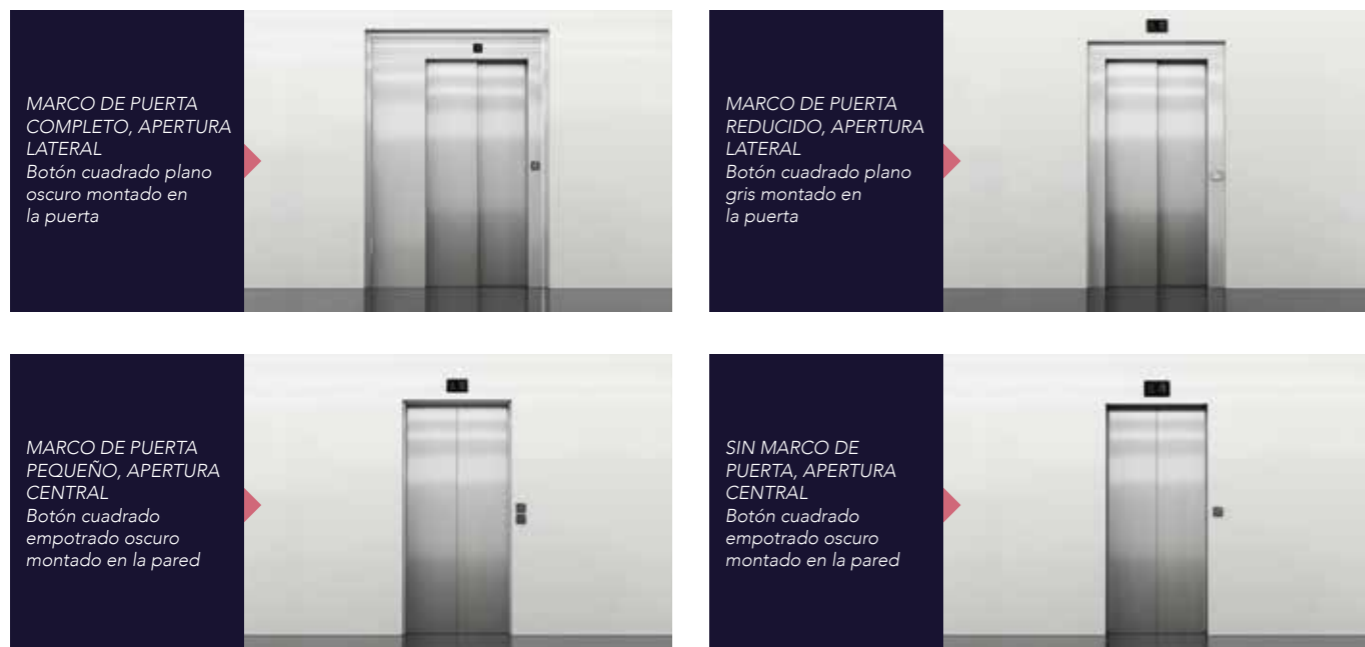 MARCO DE PUERTA
COMPLETO, APERTURA
LATERAL
Botón cuadrado plano
oscuro montado en
la puerta
MARCO DE PUERTA
REDUCIDO, APERTURA
LATERAL
Botón cuadrado plano
gris montado en
la puerta
MARCO DE PUERTA
PEQUEÑO, APERTURA
CENTRAL
Botón cuadrado
empotrado oscuro
montado en la pared
SIN MARCO DE
PUERTA, APERTURA
CENTRAL
Botón cuadrado
empotrado oscuro
montado en la pared